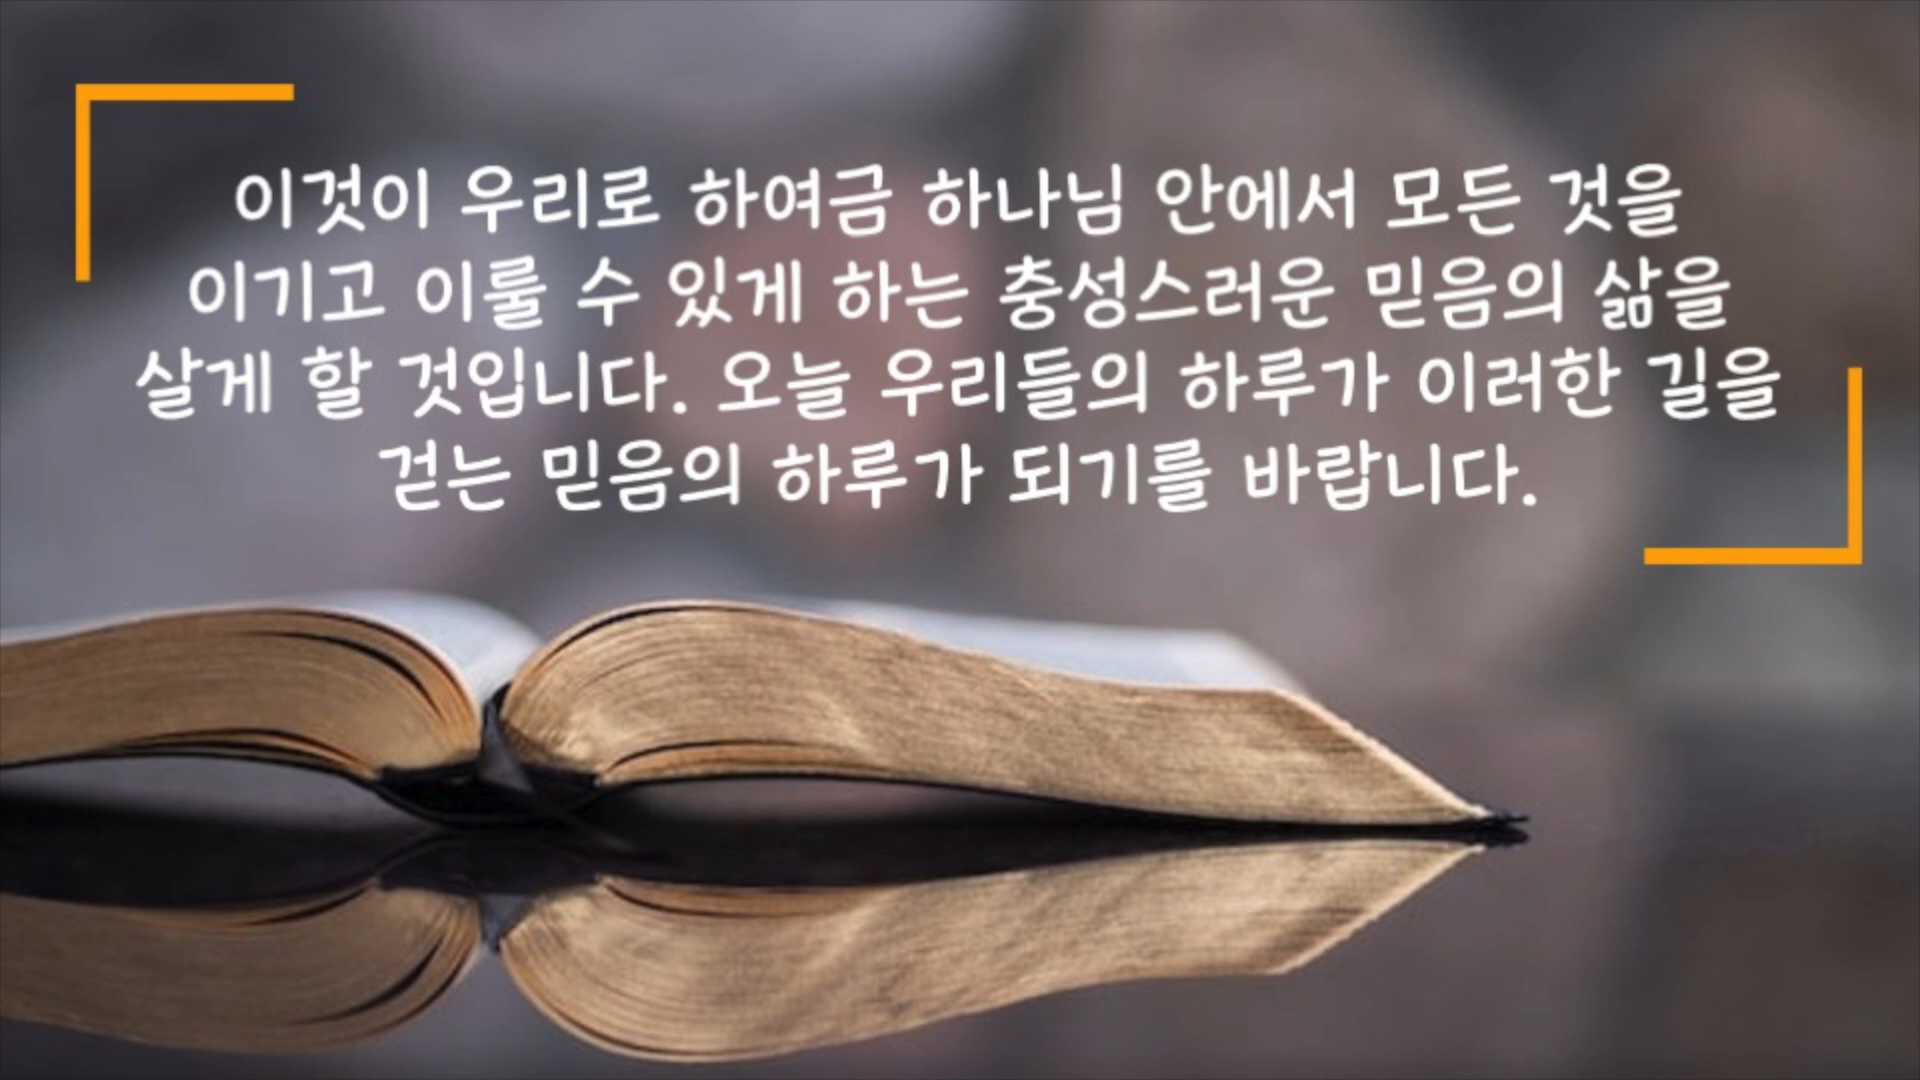 이것이 우리로 하여금 하나님 안에서 모든 것을
이기고 이룰 수 있게 하는 충성스러운 믿음의 삶을
살게 할 것입니다. 오늘 우리들의 하루가 이러한 길을
걷는 믿음의 하루가 되기를 바랍니다.